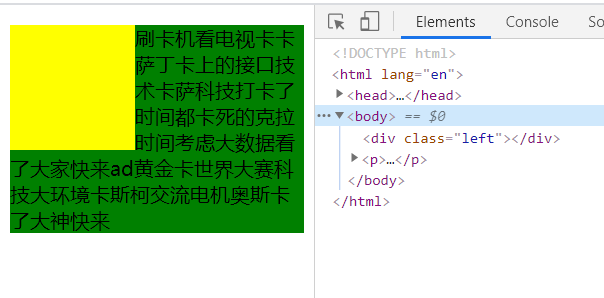 刷卡机看电视卡卡
萨丁卡上的接口技
术卡萨科技打卡了
时间都卡死的克拉
时间考虑大数据看
了大家快来ad黄金卡世界大赛科
技大环境卡斯柯交流电机奥斯卡
了大神快来
Elements Console S
<!DOCTYPE html>
<html lang="en">
<head>…</head>
<body> == $0
<div class="left"></div>
<p>…</p>
</body>
</html>